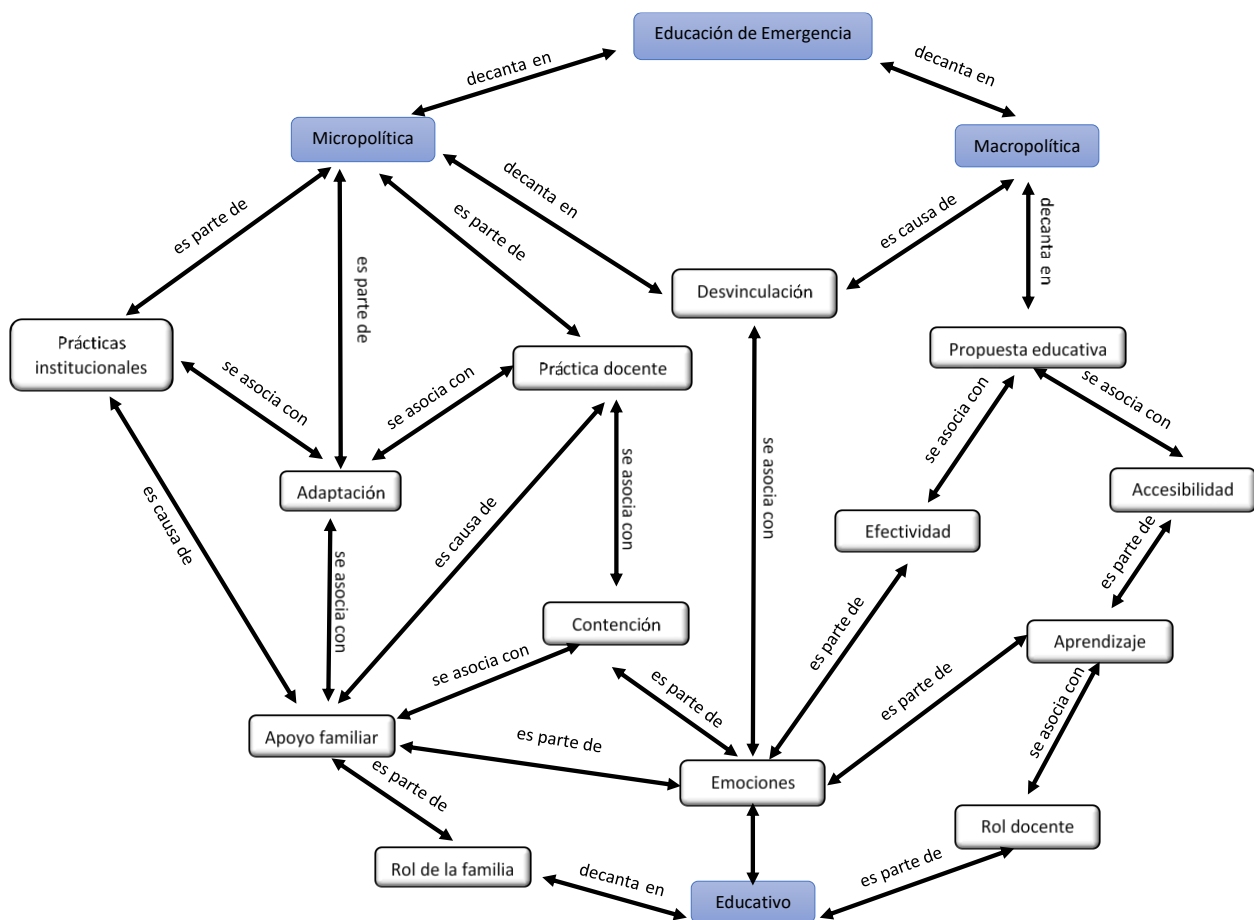 Educación de Emergencia
decanta en
decanta en
Micropolítica
Macropolítica
es parte de
es parte de
es parte de
decanta en
es causa de
decanta en
Desvinculación
Prácticas
institucionales
Práctica docente
Propuesta educativa
se asocia con
se asocia con
se asocia con
se asocia con
se asocia con
se asocia con
Adaptación
Accesibilidad
Efectividad
es causa de
se asocia con
es causa de
es parte de
es parte de
Contención
Aprendizaje
se asocia con
es parte de
es parte de
se asocia con
Apoyo familiar
es parte de
Emociones
es parte de
Rol docente
Rol de la familia
decanta en
Educativo
es parte de